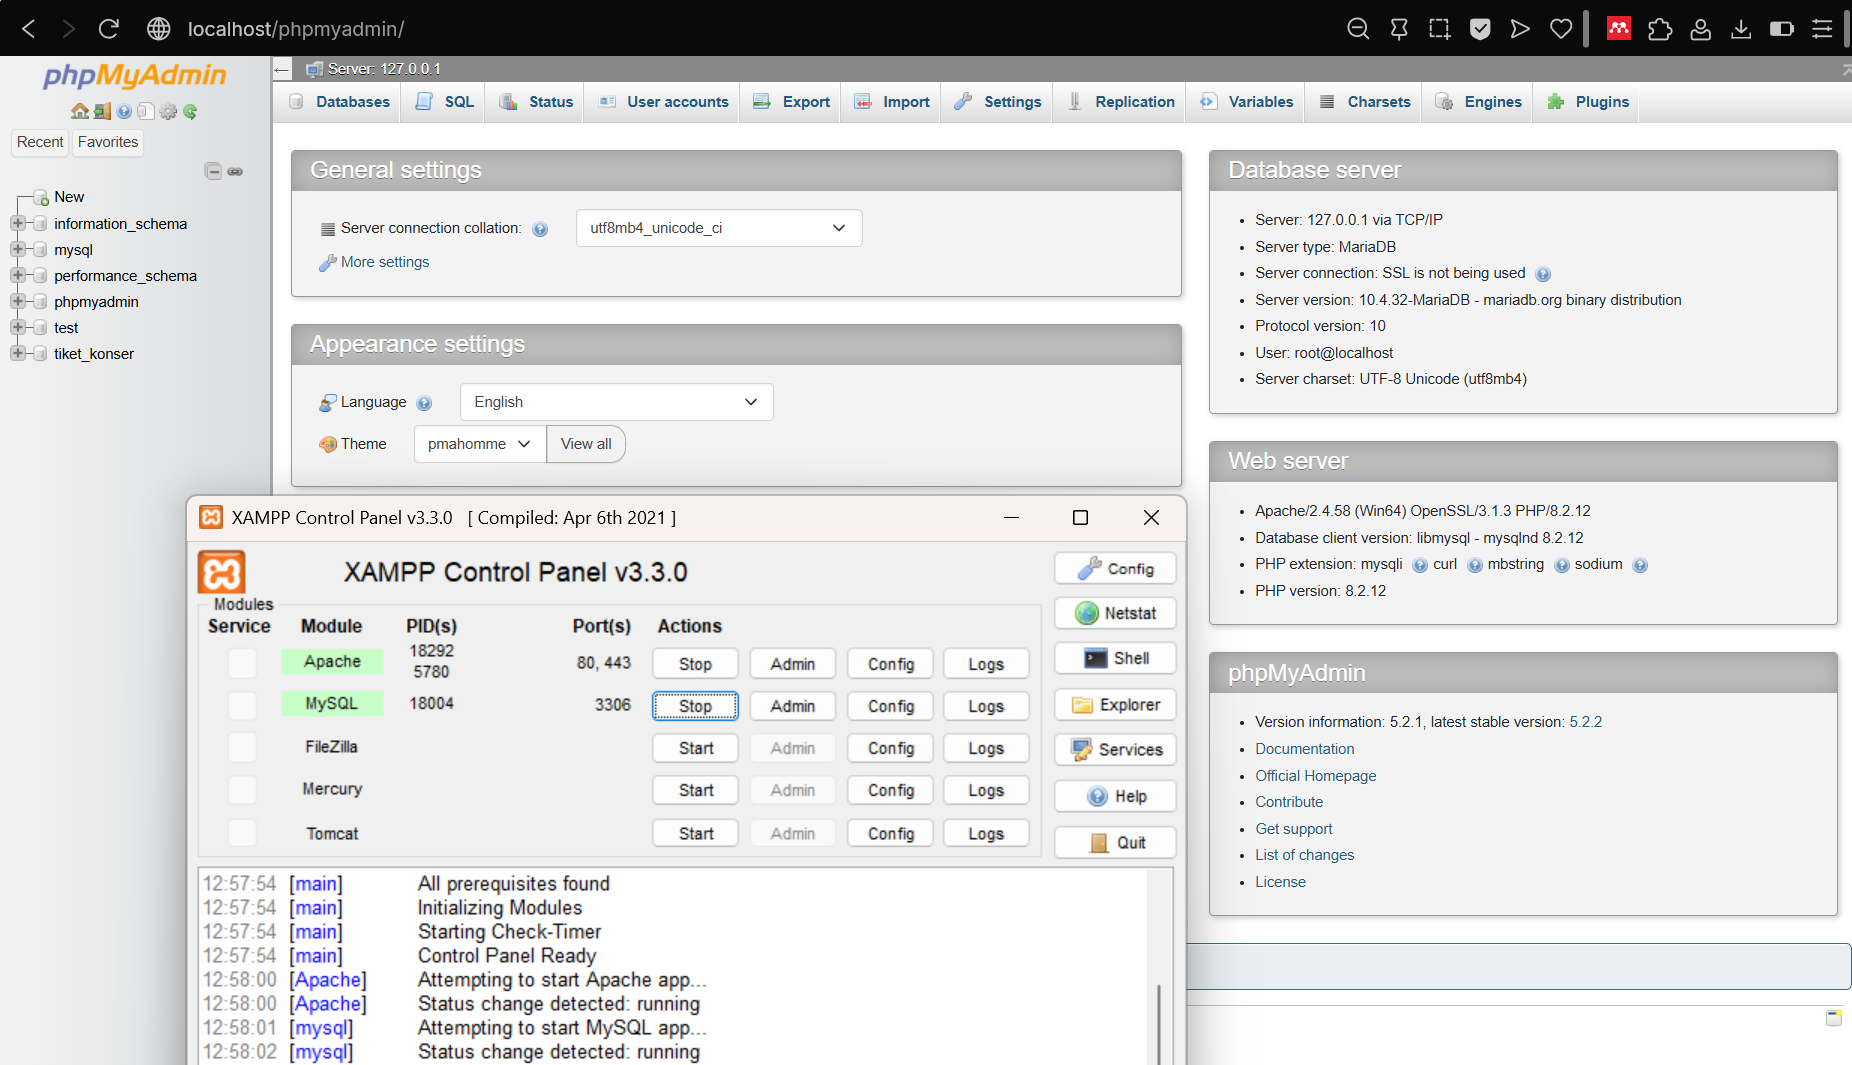 localhost/phpmyadmin/
phpMyAdmin
Recent Favorites
New
information_schema
mysql
performance_schema
phpmyadmin
test
tiket_konser
Server: 127.0.0.1
Databases SQL Status User accounts Export Import Settings Replication Variables Charsets Engines Plugins
General settings
Server connection collation: utf8mb4_unicode_ci
More settings
Appearance settings
Language English
Theme pmahomme View all
Database server
Server: 127.0.0.1 via TCP/IP
Server type: MariaDB
Server connection: SSL is not being used
Server version: 10.4.32-MariaDB - mariadb.org binary distribution
Protocol version: 10
User: root@localhost
Server charset: UTF-8 Unicode (utf8mb4)
Web server
Apache/2.4.58 (Win64) OpenSSL/3.1.3 PHP/8.2.12
Database client version: libmysql - mysqlnd 8.2.12
PHP extension: mysqli curl mbstring sodium
PHP version: 8.2.12
phpMyAdmin
Version information: 5.2.1, latest stable version: 5.2.2
Documentation
Official Homepage
Contribute
Get support
List of changes
License
XAMPP Control Panel v3.3.0 [ Compiled: Apr 6th 2021 ]
XAMPP Control Panel v3.3.0
Modules
Service Module PID(s) Port(s) Actions
Apache 18292 5780 80, 443 Stop Admin Config Logs
MySQL 18004 3306 Stop Admin Config Logs
FileZilla Start Admin Config Logs
Mercury Start Admin Config Logs
Tomcat Start Admin Config Logs
Config
Netstat
Shell
Explorer
Services
Help
Quit
12:57:54 [main] All prerequisites found
12:57:54 [main] Initializing Modules
12:57:54 [main] Starting Check-Timer
12:57:54 [main] Control Panel Ready
12:58:00 [Apache] Attempting to start Apache app...
12:58:00 [Apache] Status change detected: running
12:58:01 [mysql] Attempting to start MySQL app...
12:58:02 [mysql] Status change detected: running